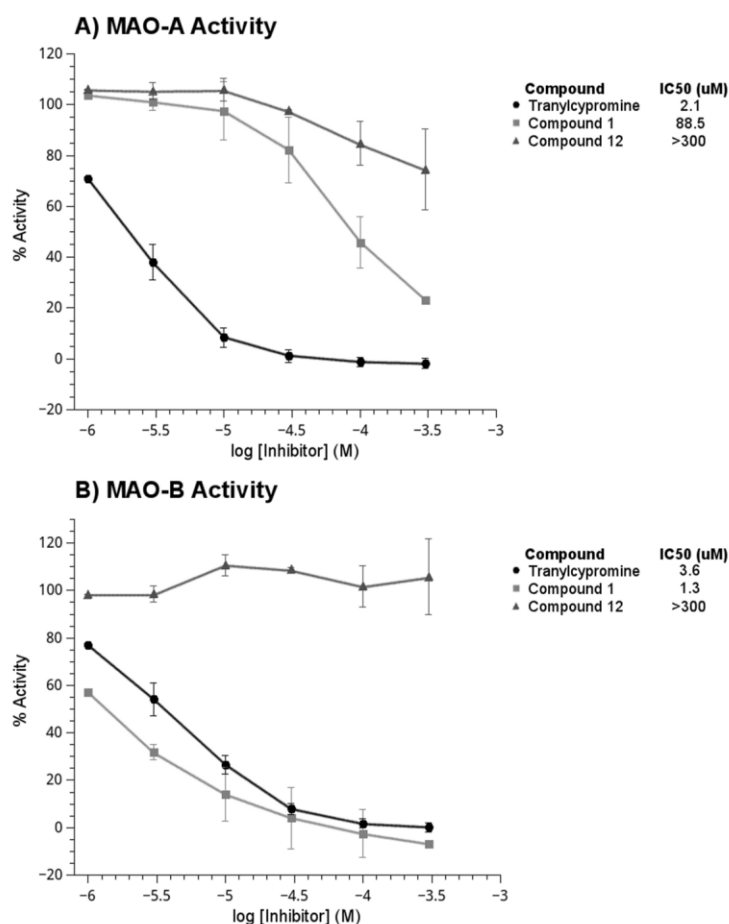 A) MAO-A Activity
120
100
80
60
40
20
0
−20
% Activity
−6
−5.5
−5
−4.5
−4
−3.5
−3
log [Inhibitor] (M)
Compound IC50 (uM)
Tranylcypromine 2.1
Compound 1 88.5
Compound 12 >300
B) MAO-B Activity
120
100
80
60
40
20
0
−20
% Activity
−6
−5.5
−5
−4.5
−4
−3.5
−3
log [Inhibitor] (M)
Compound IC50 (uM)
Tranylcypromine 3.6
Compound 1 1.3
Compound 12 >300